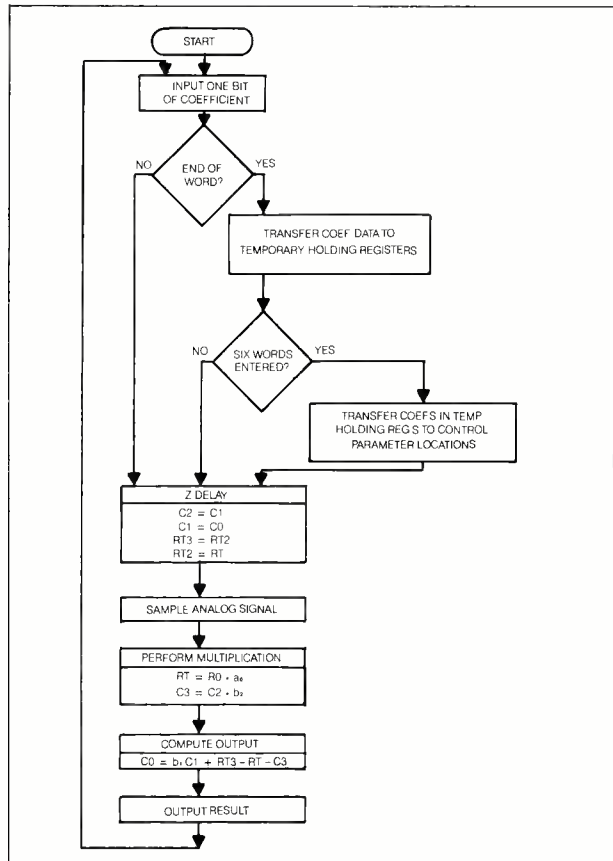 START
INPUT ONE BIT
OF COEFFICIENT
NO
END OF
WORD?
YES
TRANSFER COEF DATA TO
TEMPORARY HOLDING REGISTERS
NO
SIX WORDS
ENTERED?
YES
TRANSFER COEFS IN TEMP
HOLDING REGS TO CONTROL
PARAMETER LOCATIONS
Z DELAY
C2 = C1
C1 = C0
RT3 = RT2
RT2 = RT
SAMPLE ANALOG SIGNAL
PERFORM MULTIPLICATION
RT = R0 • a₀
C3 = C2 • b₂
COMPUTE OUTPUT
C0 = b₁C1 + RT3 – RT – C3
OUTPUT RESULT